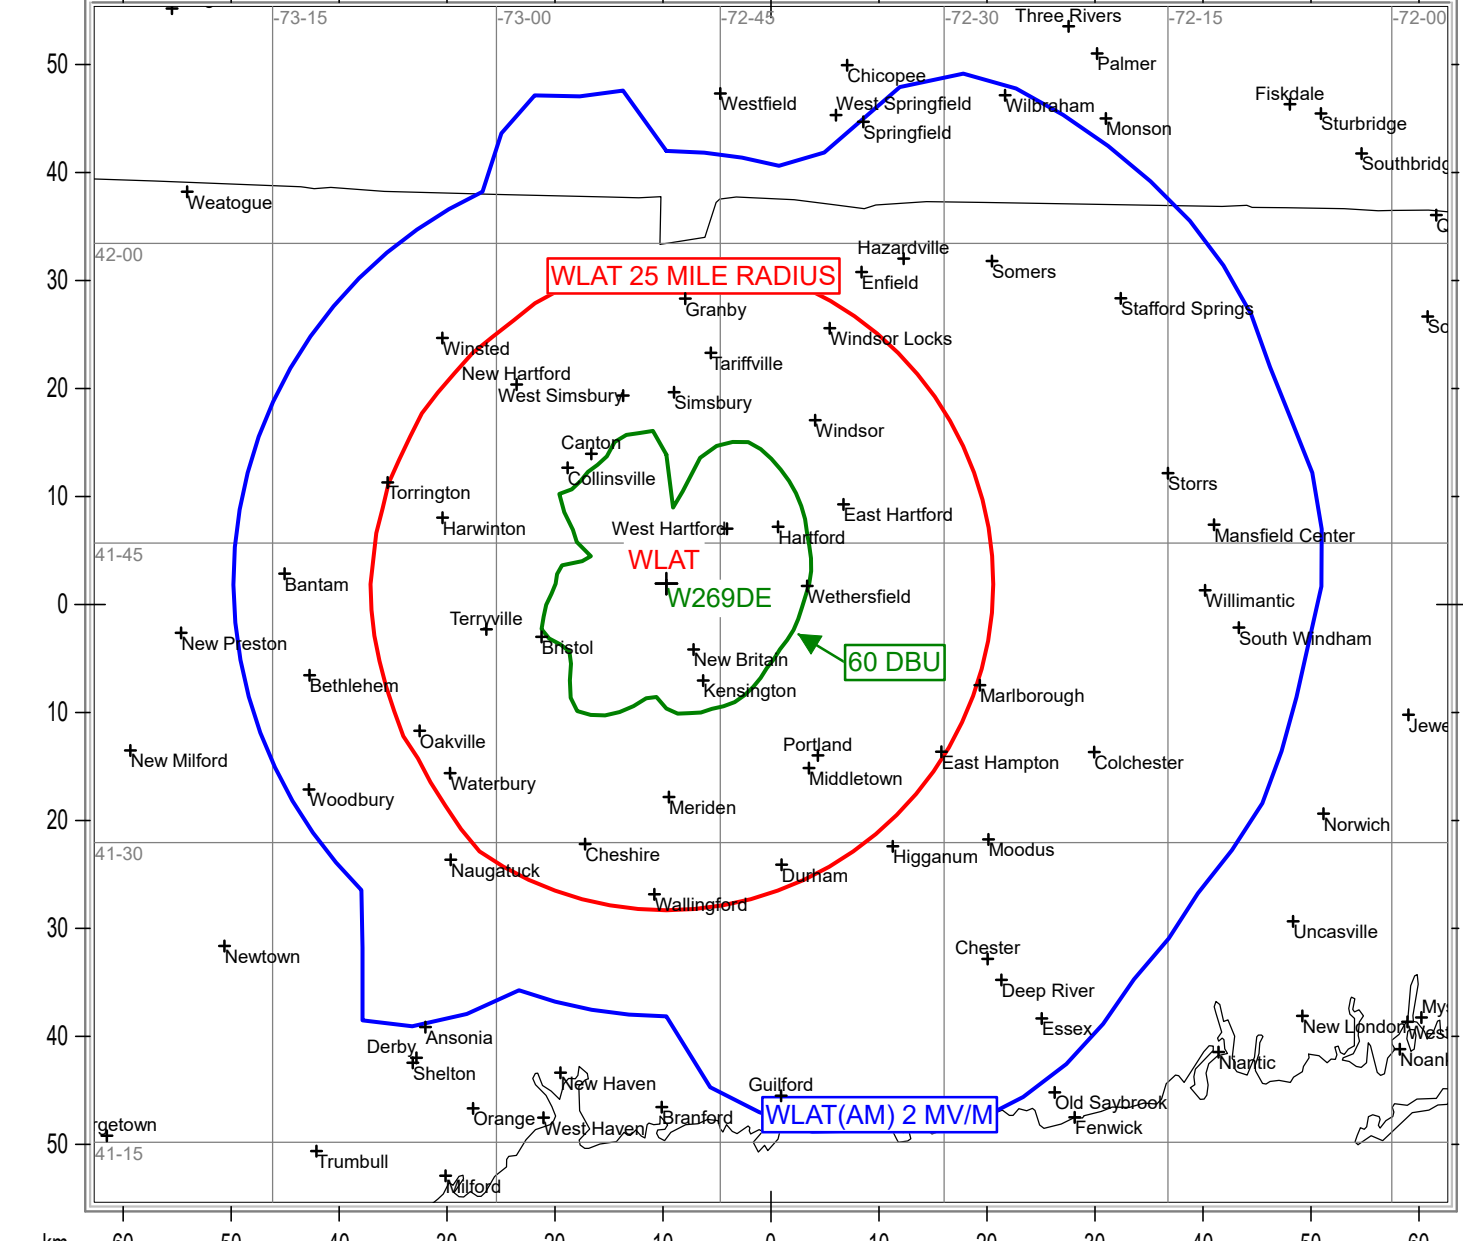 -73-15
-73-00
-72-45
-72-30
-72-15
-72-00
Three Rivers
50
Palmer
Chicopee
Westfield
West Springfield
Wilbraham
Fiskdale
Springfield
Monson
Sturbridge
40
Southbridg
Weatogue
42-00
Hazardville
WLAT 25 MILE RADIUS
30
Enfield
Somers
Granby
Stafford Springs
Winsted
Windsor Locks
Tariffville
New Hartford
20
West Simsbury
Simsbury
Windsor
Canton
Collinsville
10
Torrington
Storrs
Harwinton
West Hartford
Hartford
East Hartford
Mansfield Center
41-45
WLAT
Bantam
0
W269DE
Wethersfield
Willimantic
Terryville
New Preston
Bristol
South Windham
New Britain
60 DBU
Bethlehem
Kensington
Marlborough
10
Jewe
Oakville
Portland
New Milford
East Hampton
Colchester
Waterbury
Middletown
Woodbury
Meriden
20
Norwich
41-30
Cheshire
Higganum
Moodus
Naugatuck
Durham
Wallingford
30
Uncasville
Newtown
Chester
Deep River
Mys
40
Ansonia
Essex
New London
West
Derby
Niantic
Noanl
Shelton
New Haven
Guilford
Old Saybrook
Orange
West Haven
Branford
WLAT(AM) 2 MV/M
Fenwick
rgetown
50
41-15
Trumbull
Milford
km
60
50
40
30
20
10
0
10
20
30
40
50
60